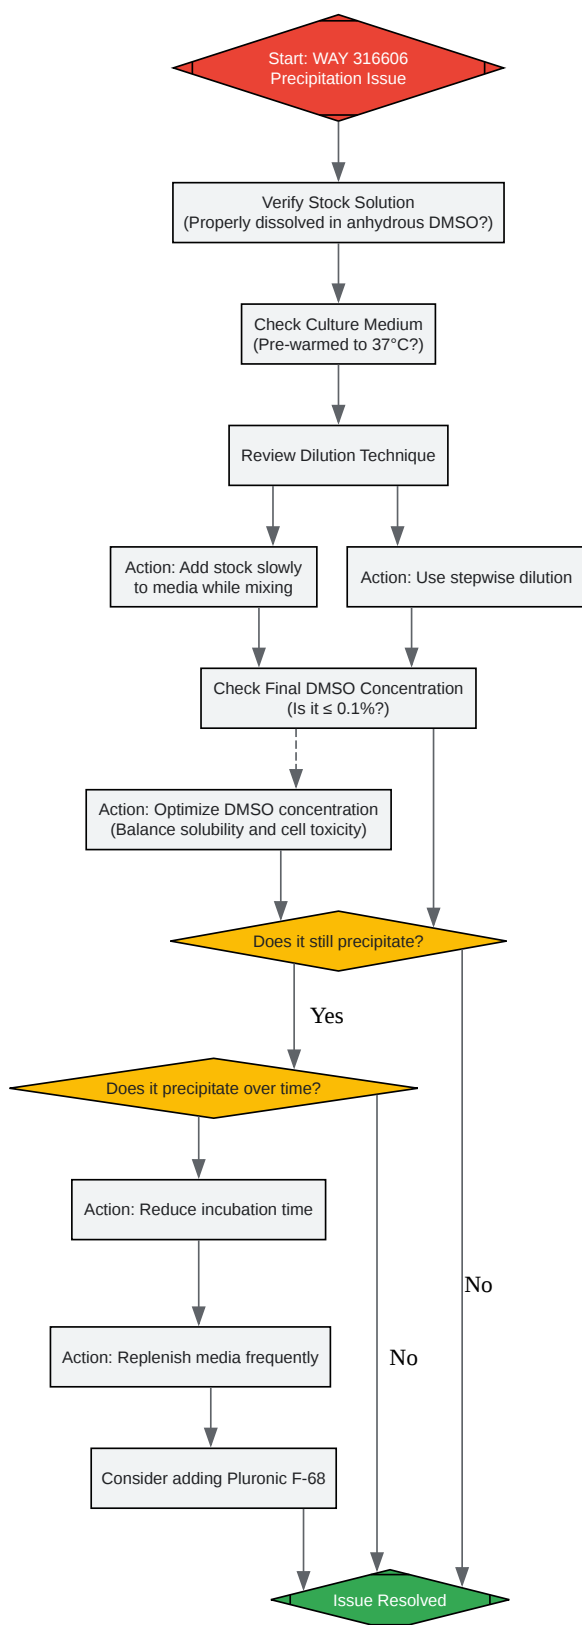 Start: WAY 316606
Precipitation Issue
Verify Stock Solution
(Properly dissolved in anhydrous DMSO?)
Check Culture Medium
(Pre-warmed to 37°C?)
Review Dilution Technique
Action: Add stock slowly
to media while mixing
Action: Use stepwise dilution
Check Final DMSO Concentration
(Is it ≤ 0.1%?)
Action: Optimize DMSO concentration
(Balance solubility and cell toxicity)
Does it still precipitate?
Yes
Does it precipitate over time?
Action: Reduce incubation time
No
Action: Replenish media frequently
No
Consider adding Pluronic F-68
Issue Resolved